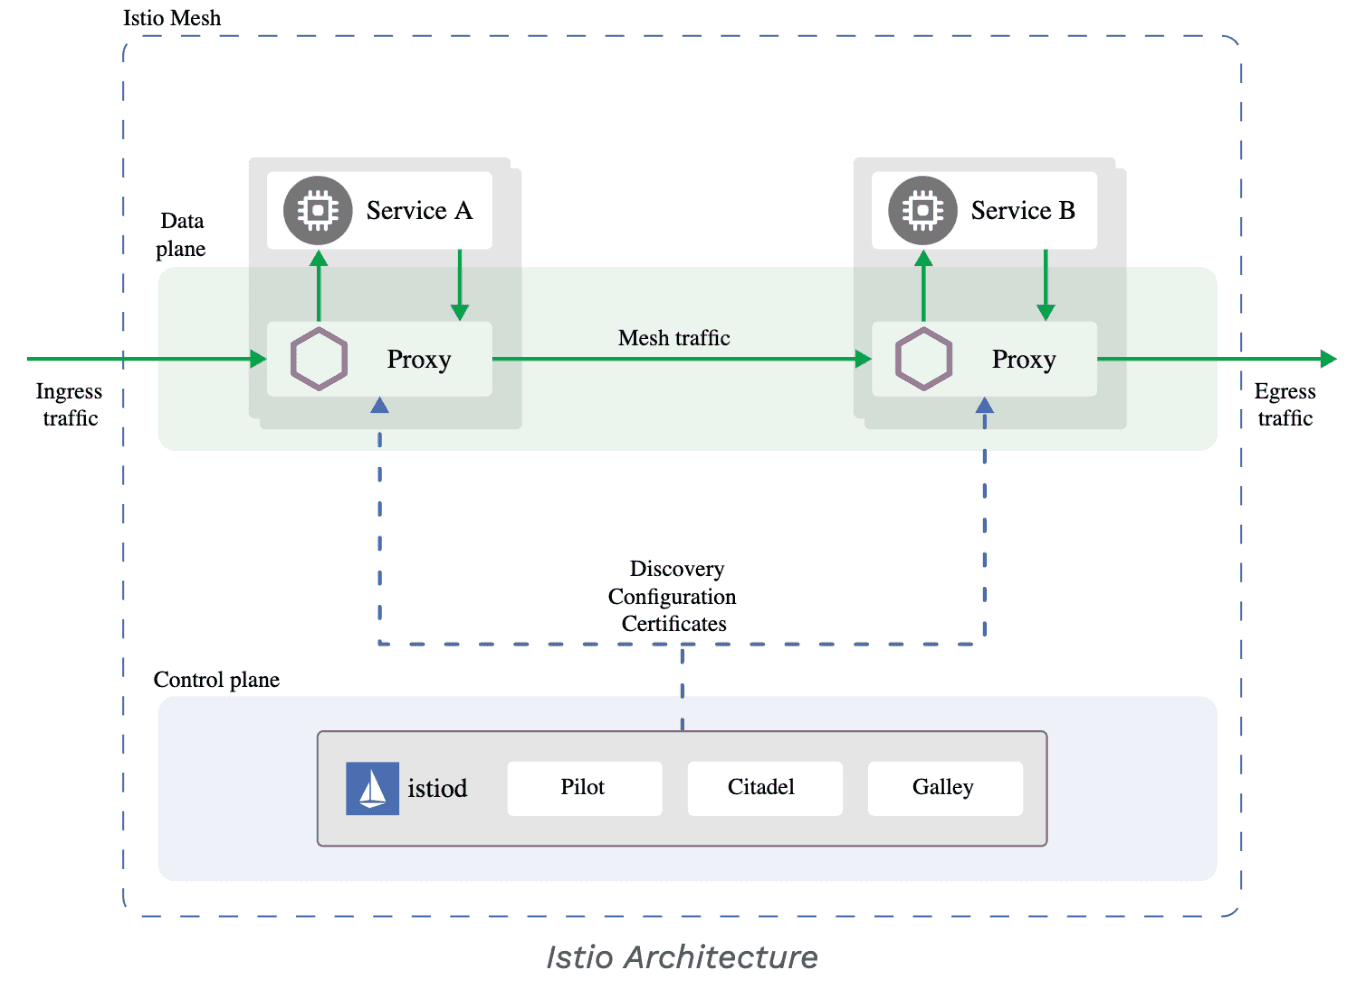 Istio Mesh
Data
plane
Service A
Service B
Proxy
Mesh traffic
Proxy
Ingress
traffic
Egress
traffic
Discovery
Configuration
Certificates
Control plane
istiod
Pilot
Citadel
Galley
Istio Architecture